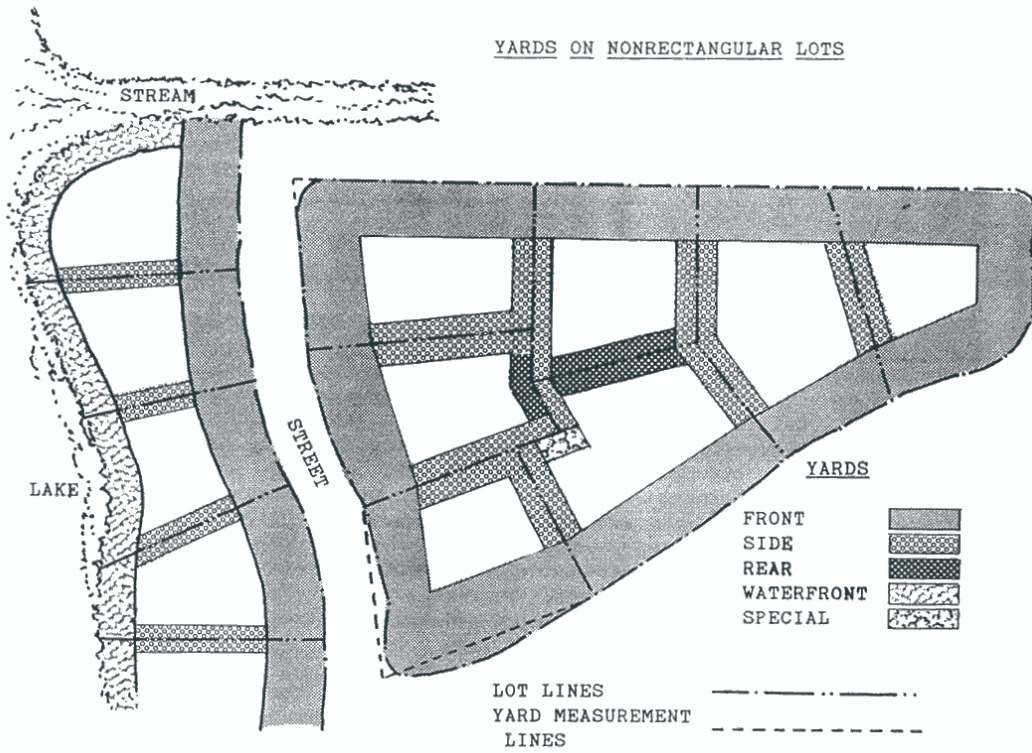 YARDS ON NONRECTANGULAR LOTS
STREAM
STREET
LAKE
YARDS
FRONT
SIDE
REAR
WATERFRONT
SPECIAL
LOT LINES
YARD MEASUREMENT
LINES